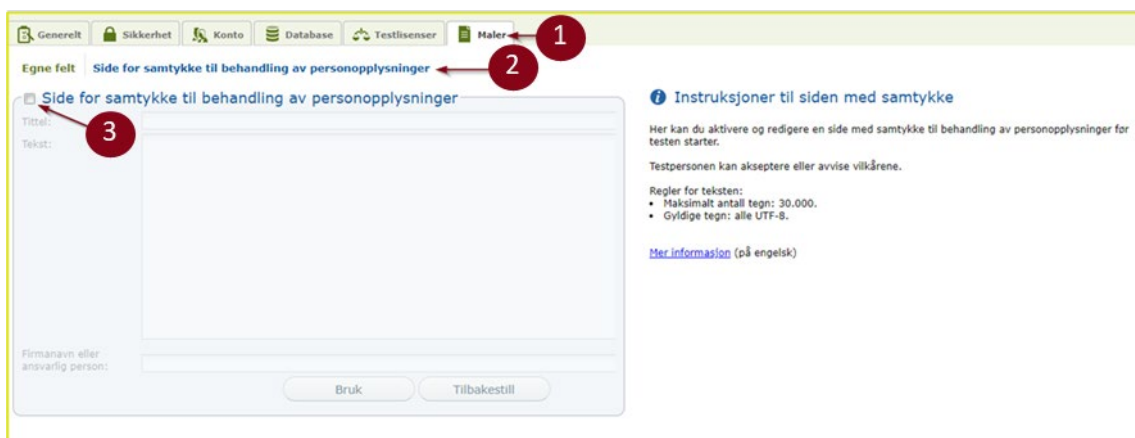 Generelt Sikkerhet Konto Database Testlisenser Maler 1
Egne felt Side for samtykke til behandling av personopplysninger 2
Side for samtykke til behandling av personopplysninger
3
Tittel:
Tekst:
Firmanavn eller
ansvarlig person:
Bruk Tilbakestill
Instruksjoner til siden med samtykke
Her kan du aktivere og redigere en side med samtykke til behandling av personopplysninger før
testen starter.
Testpersonen kan akseptere eller avvise vilkårene.
Regler for teksten:
• Maksimalt antall tegn: 30.000.
• Gyldige tegn: alle UTF-8.
Mer informasjon (på engelsk)